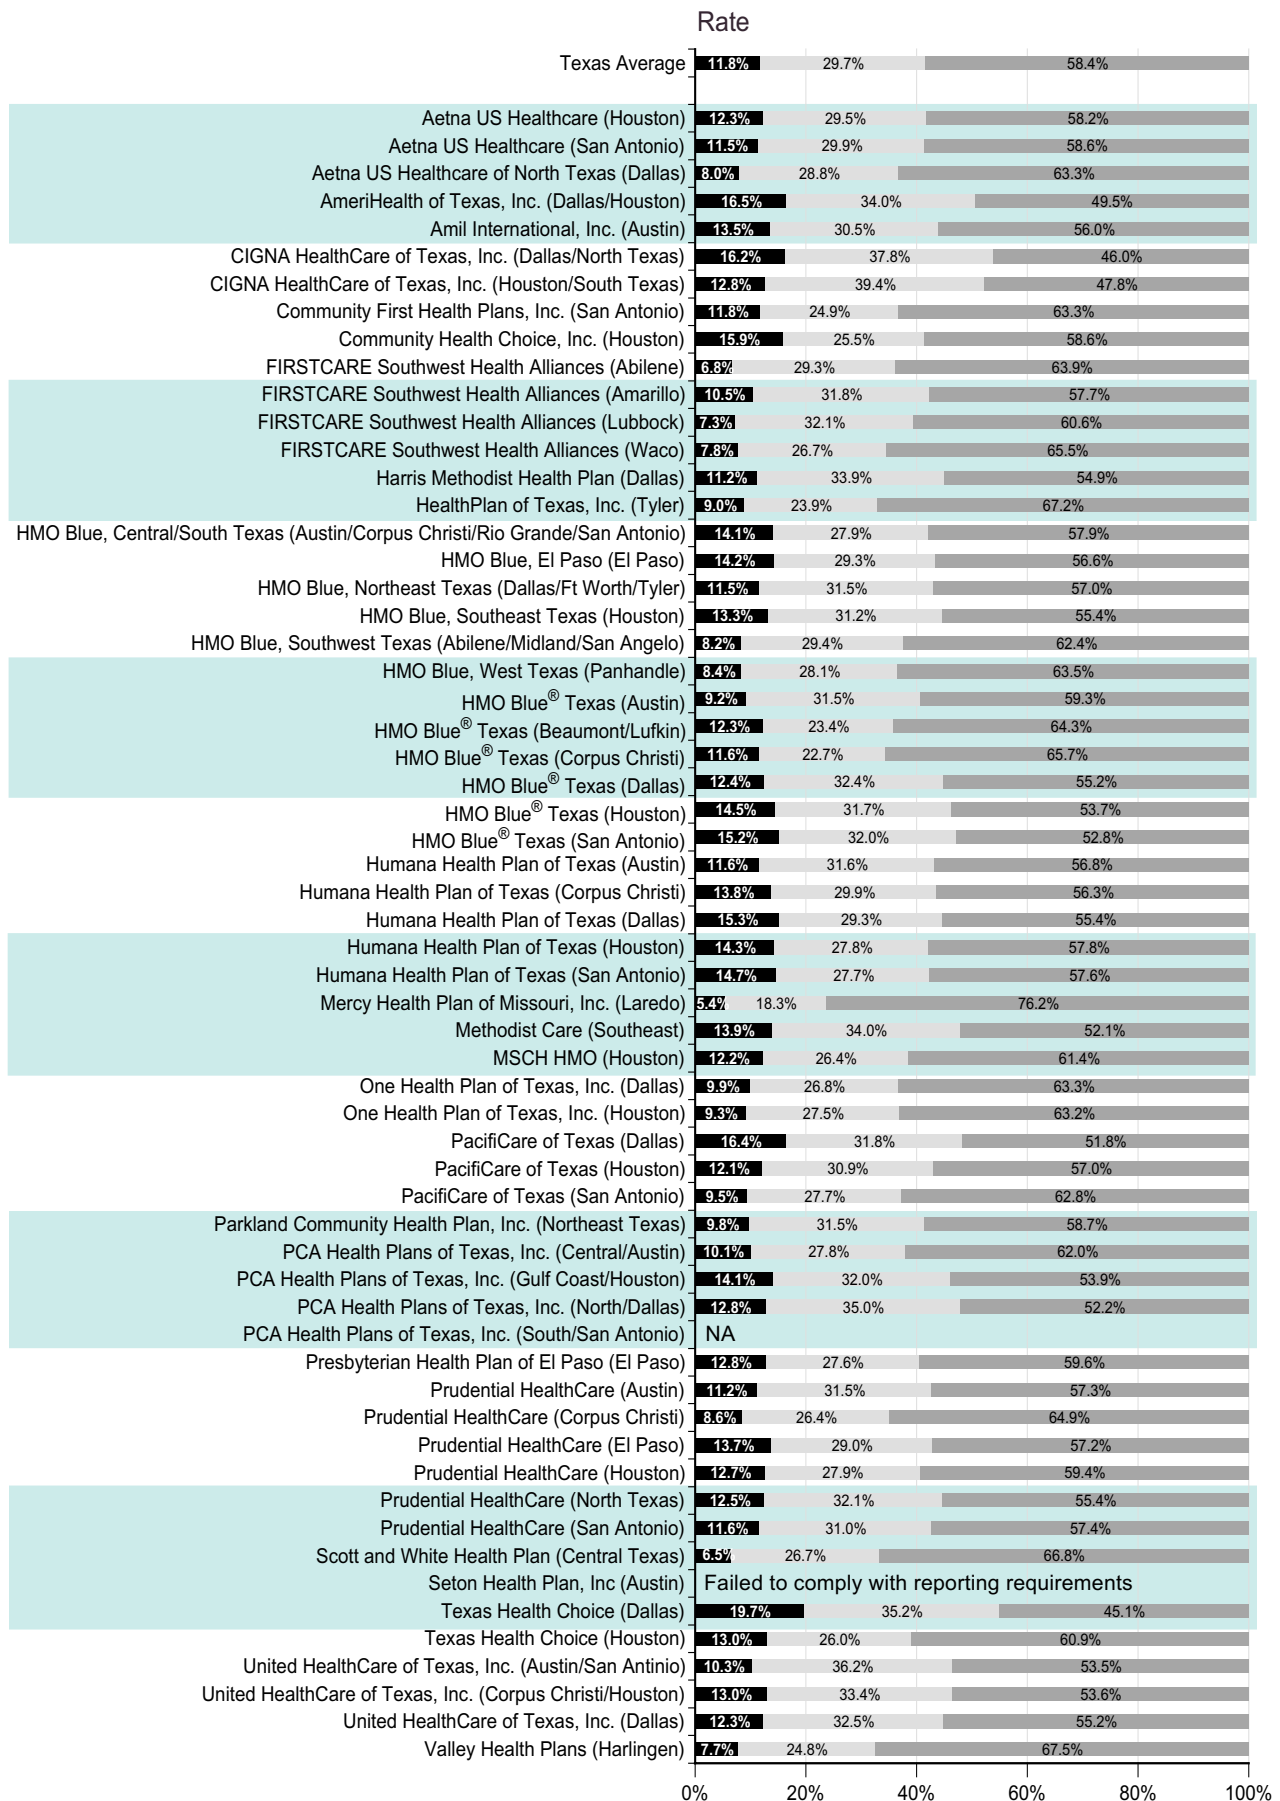 Rate
Texas Average 11.8% 29.7% 58.4%
Aetna US Healthcare (Houston) 12.3% 29.5% 58.2%
Aetna US Healthcare (San Antonio) 11.5% 29.9% 58.6%
Aetna US Healthcare of North Texas (Dallas) 8.0% 28.8% 63.3%
AmeriHealth of Texas, Inc. (Dallas/Houston) 16.5% 34.0% 49.5%
Amil International, Inc. (Austin) 13.5% 30.5% 56.0%
CIGNA HealthCare of Texas, Inc. (Dallas/North Texas) 16.2% 37.8% 46.0%
CIGNA HealthCare of Texas, Inc. (Houston/South Texas) 12.8% 39.4% 47.8%
Community First Health Plans, Inc. (San Antonio) 11.8% 24.9% 63.3%
Community Health Choice, Inc. (Houston) 15.9% 25.5% 58.6%
FIRSTCARE Southwest Health Alliances (Abilene) 6.8% 29.3% 63.9%
FIRSTCARE Southwest Health Alliances (Amarillo) 10.5% 31.8% 57.7%
FIRSTCARE Southwest Health Alliances (Lubbock) 7.3% 32.1% 60.6%
FIRSTCARE Southwest Health Alliances (Waco) 7.8% 26.7% 65.5%
Harris Methodist Health Plan (Dallas) 11.2% 33.9% 54.9%
HealthPlan of Texas, Inc. (Tyler) 9.0% 23.9% 67.2%
HMO Blue, Central/South Texas (Austin/Corpus Christi/Rio Grande/San Antonio) 14.1% 27.9% 57.9%
HMO Blue, El Paso (El Paso) 14.2% 29.3% 56.6%
HMO Blue, Northeast Texas (Dallas/Ft Worth/Tyler) 11.5% 31.5% 57.0%
HMO Blue, Southeast Texas (Houston) 13.3% 31.2% 55.4%
HMO Blue, Southwest Texas (Abilene/Midland/San Angelo) 8.2% 29.4% 62.4%
HMO Blue, West Texas (Panhandle) 8.4% 28.1% 63.5%
HMO Blue® Texas (Austin) 9.2% 31.5% 59.3%
HMO Blue® Texas (Beaumont/Lufkin) 12.3% 23.4% 64.3%
HMO Blue® Texas (Corpus Christi) 11.6% 22.7% 65.7%
HMO Blue® Texas (Dallas) 12.4% 32.4% 55.2%
HMO Blue® Texas (Houston) 14.5% 31.7% 53.7%
HMO Blue® Texas (San Antonio) 15.2% 32.0% 52.8%
Humana Health Plan of Texas (Austin) 11.6% 31.6% 56.8%
Humana Health Plan of Texas (Corpus Christi) 13.8% 29.9% 56.3%
Humana Health Plan of Texas (Dallas) 15.3% 29.3% 55.4%
Humana Health Plan of Texas (Houston) 14.3% 27.8% 57.8%
Humana Health Plan of Texas (San Antonio) 14.7% 27.7% 57.6%
Mercy Health Plan of Missouri, Inc. (Laredo) 5.4% 18.3% 76.2%
Methodist Care (Southeast) 13.9% 34.0% 52.1%
MSCH HMO (Houston) 12.2% 26.4% 61.4%
One Health Plan of Texas, Inc. (Dallas) 9.9% 26.8% 63.3%
One Health Plan of Texas, Inc. (Houston) 9.3% 27.5% 63.2%
PacifiCare of Texas (Dallas) 16.4% 31.8% 51.8%
PacifiCare of Texas (Houston) 12.1% 30.9% 57.0%
PacifiCare of Texas (San Antonio) 9.5% 27.7% 62.8%
Parkland Community Health Plan, Inc. (Northeast Texas) 9.8% 31.5% 58.7%
PCA Health Plans of Texas, Inc. (Central/Austin) 10.1% 27.8% 62.0%
PCA Health Plans of Texas, Inc. (Gulf Coast/Houston) 14.1% 32.0% 53.9%
PCA Health Plans of Texas, Inc. (North/Dallas) 12.8% 35.0% 52.2%
PCA Health Plans of Texas, Inc. (South/San Antonio) NA
Presbyterian Health Plan of El Paso (El Paso) 12.8% 27.6% 59.6%
Prudential HealthCare (Austin) 11.2% 31.5% 57.3%
Prudential HealthCare (Corpus Christi) 8.6% 26.4% 64.9%
Prudential HealthCare (El Paso) 13.7% 29.0% 57.2%
Prudential HealthCare (Houston) 12.7% 27.9% 59.4%
Prudential HealthCare (North Texas) 12.5% 32.1% 55.4%
Prudential HealthCare (San Antonio) 11.6% 31.0% 57.4%
Scott and White Health Plan (Central Texas) 6.5% 26.7% 66.8%
Seton Health Plan, Inc (Austin) Failed to comply with reporting requirements
Texas Health Choice (Dallas) 19.7% 35.2% 45.1%
Texas Health Choice (Houston) 13.0% 26.0% 60.9%
United HealthCare of Texas, Inc. (Austin/San Antinio) 10.3% 36.2% 53.5%
United HealthCare of Texas, Inc. (Corpus Christi/Houston) 13.0% 33.4% 53.6%
United HealthCare of Texas, Inc. (Dallas) 12.3% 32.5% 55.2%
Valley Health Plans (Harlingen) 7.7% 24.8% 67.5%
0% 20% 40% 60% 80% 100%